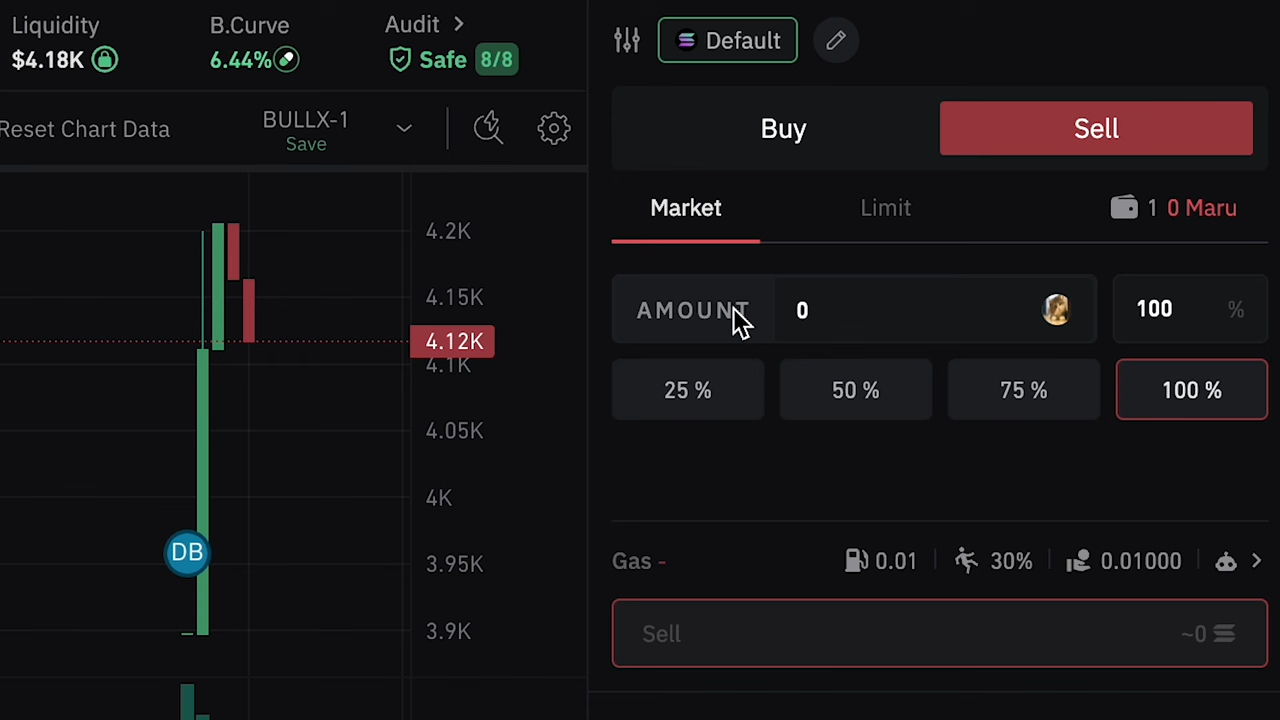 Liquidity
$4.18K
B.Curve
6.44%
Audit
Safe 8/8
Reset Chart Data
BULLX-1
Save
4.2K
4.15K
4.12K
4.1K
4.05K
4K
3.95K
3.9K
DB
Default
Buy
Sell
Market
Limit
1 0 Maru
AMOUNT 0
100 %
25 %
50 %
75 %
100 %
Gas -
0.01
30%
0.01000
Sell
~0